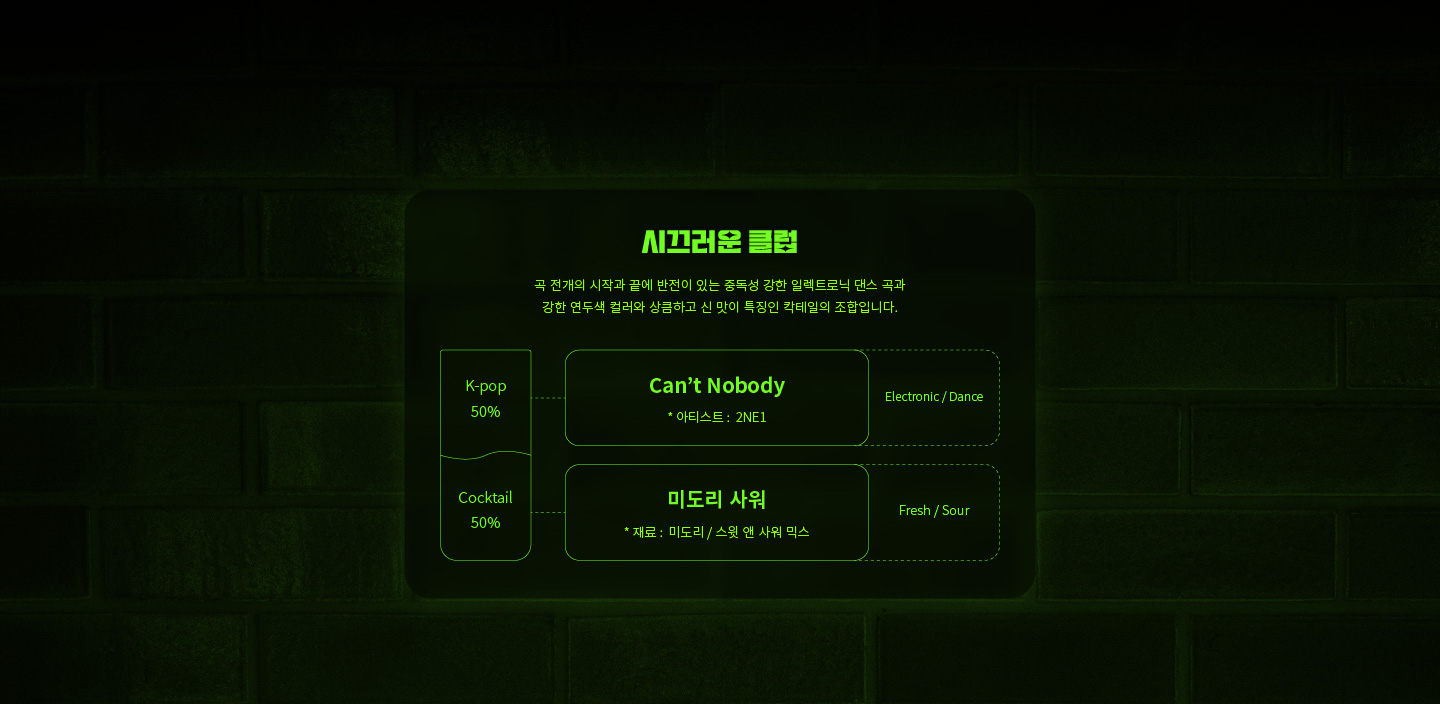 시끄러운 클럽
곡 전개의 시작과 끝에 반전이 있는 중독성 강한 일렉트로닉 댄스 곡과
강한 연두색 컬러와 상큼하고 신 맛이 특징인 칵테일의 조합입니다.
K-pop
50%
Can’t Nobody
* 아티스트 : 2NE1
Electronic / Dance
Cocktail
50%
미도리 사워
* 재료 : 미도리 / 스윗 앤 사워 믹스
Fresh / Sour